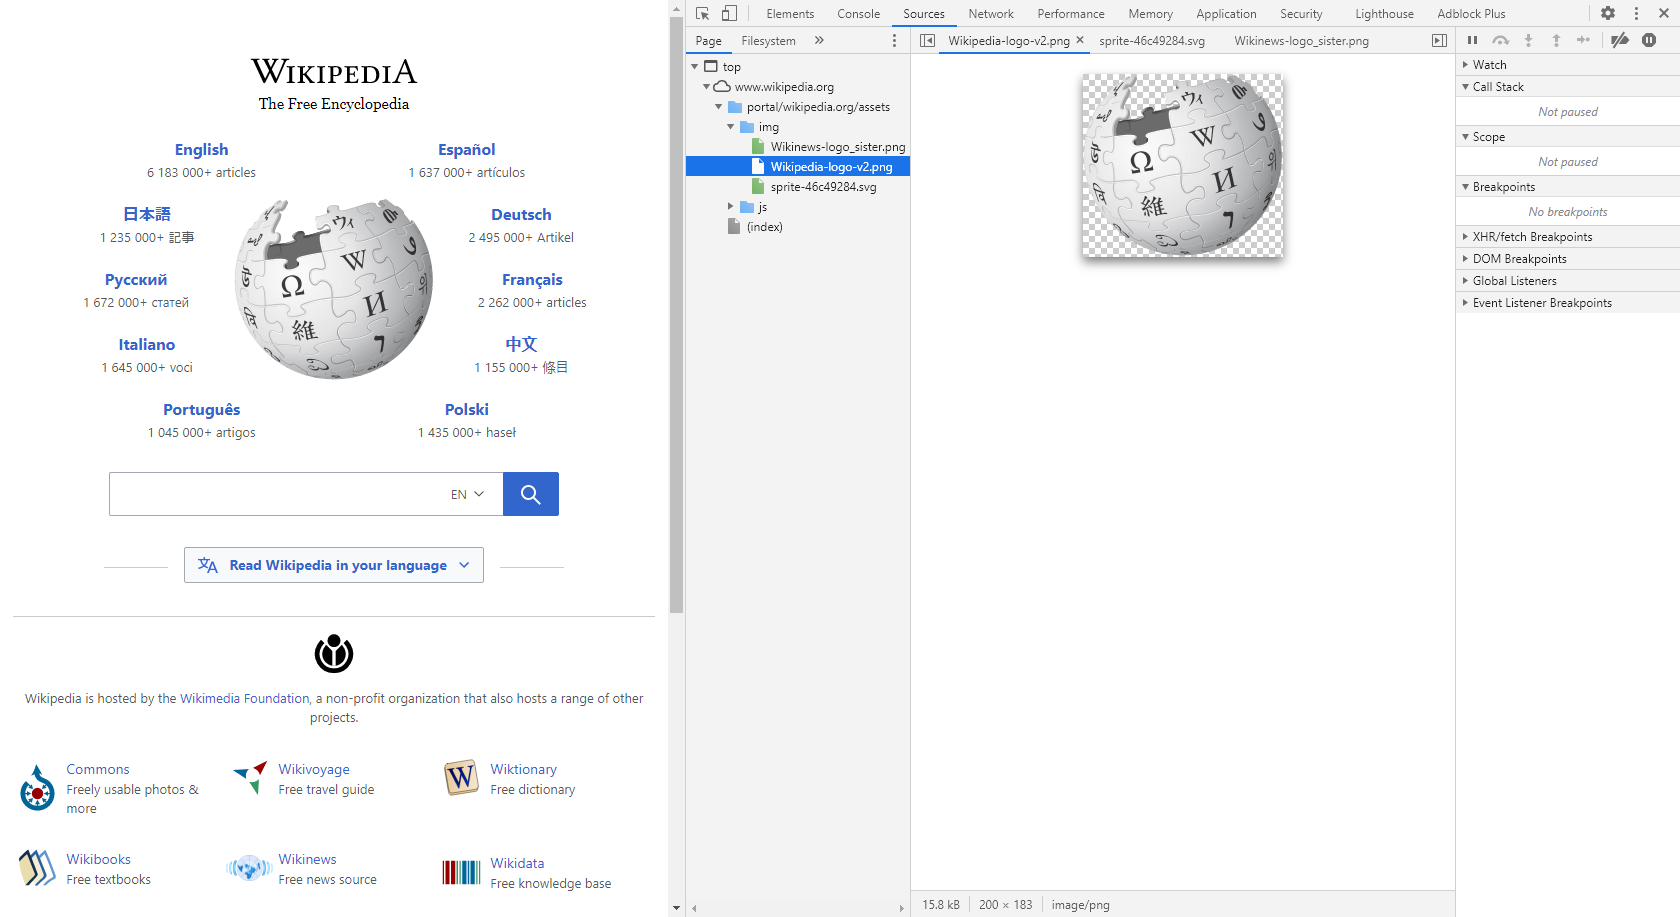 WIKIPEDIA
The Free Encyclopedia
English
6 183 000+ articles
Español
1 637 000+ artículos
日本語
1 235 000+ 記事
Deutsch
2 495 000+ Artikel
Русский
1 672 000+ статей
Français
2 262 000+ articles
Italiano
1 645 000+ voci
中文
1 155 000+ 條目
Português
1 045 000+ artigos
Polski
1 435 000+ haseł
Ω
W
И
維
ウィ
EN
Read Wikipedia in your language
Wikipedia is hosted by the Wikimedia Foundation, a non-profit organization that also hosts a range of other
projects.
Commons
Freely usable photos &
more
Wikivoyage
Free travel guide
W
Wiktionary
Free dictionary
Wikibooks
Free textbooks
Wikinews
Free news source
Wikidata
Free knowledge base
Elements Console Sources Network Performance Memory Application Security Lighthouse Adblock Plus
Page Filesystem
top
www.wikipedia.org
portal/wikipedia.org/assets
img
Wikinews-logo_sister.png
Wikipedia-logo-v2.png
sprite-46c49284.svg
js
(index)
Wikipedia-logo-v2.png sprite-46c49284.svg Wikinews-logo_sister.png
Ω
W
И
維
ウィ
15.8 kB 200 × 183 image/png
Watch
Call Stack
Not paused
Scope
Not paused
Breakpoints
No breakpoints
XHR/fetch Breakpoints
DOM Breakpoints
Global Listeners
Event Listener Breakpoints